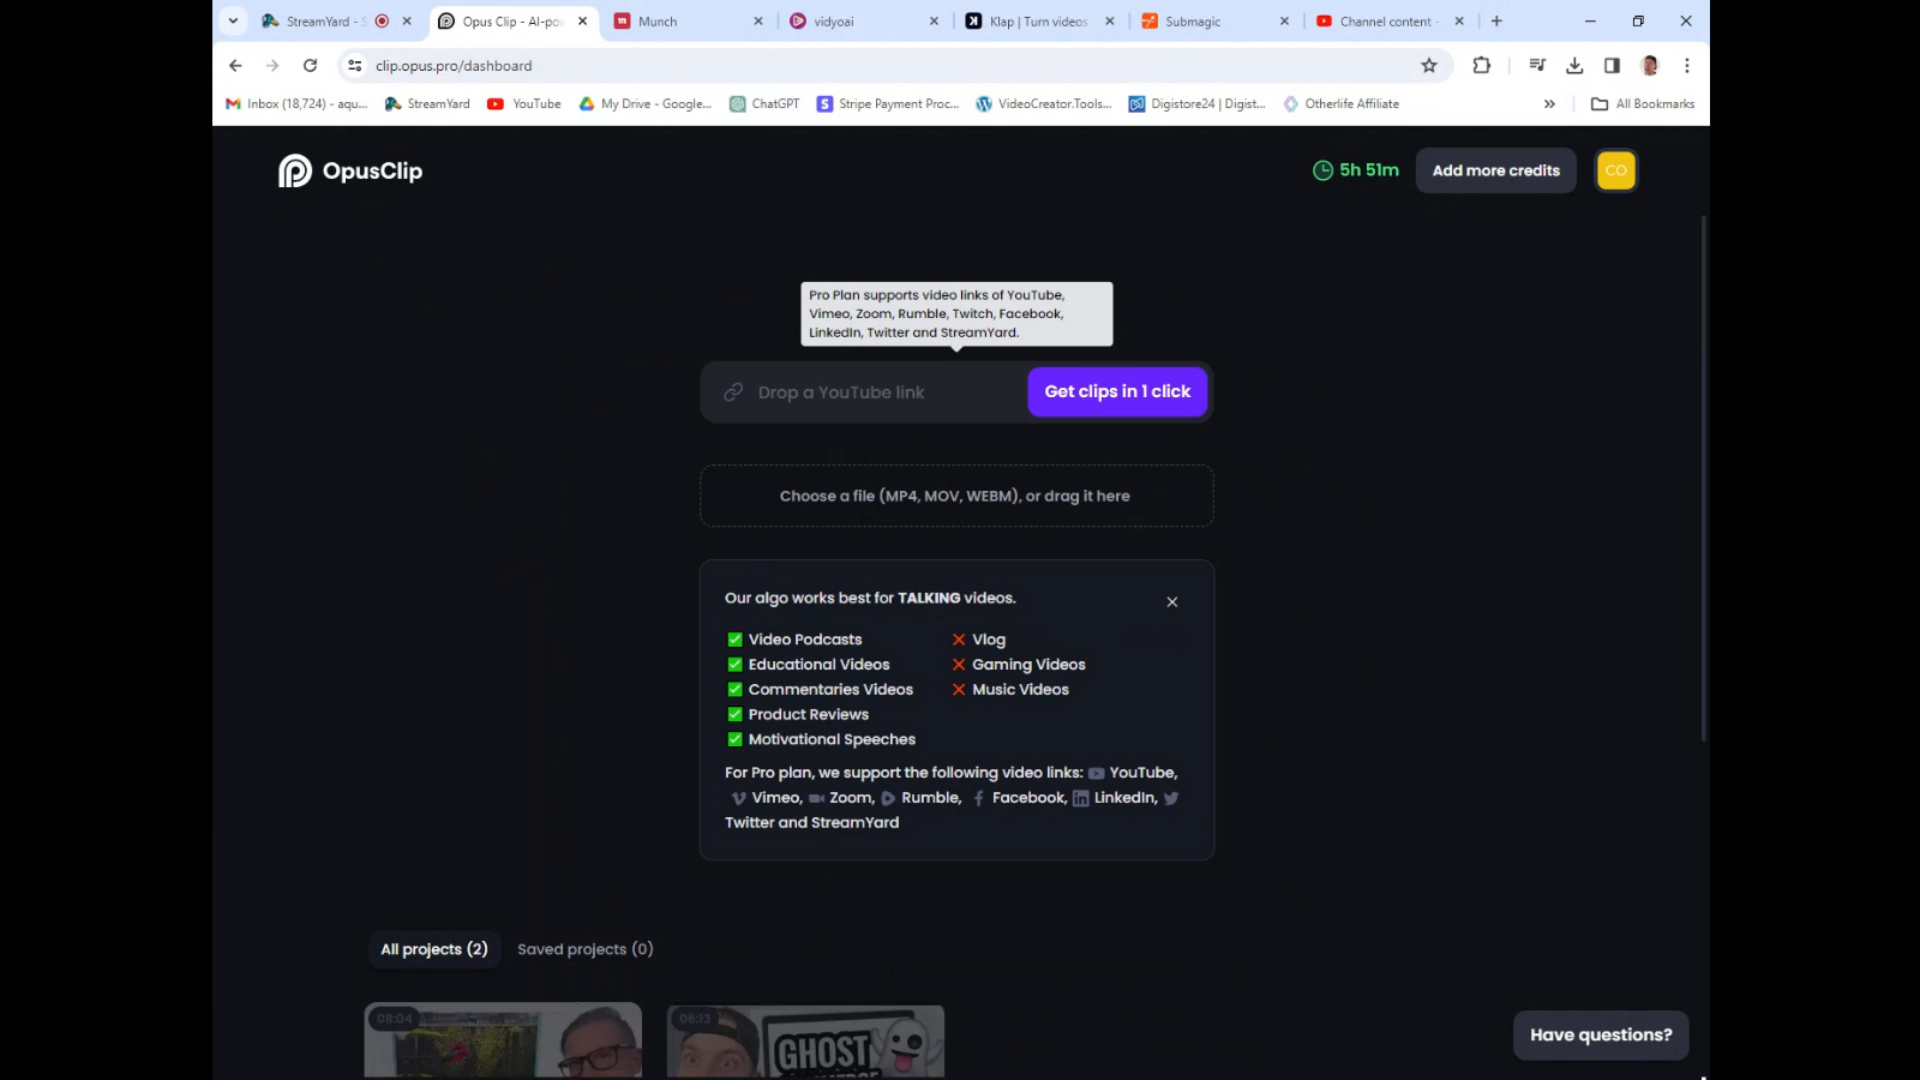 StreamYard - S
Opus Clip - AI-pow
Munch
vidyoai
Klap | Turn videos
Submagic
Channel content -
clip.opus.pro/dashboard
Inbox (18,724) - aqu...
StreamYard
YouTube
My Drive - Google...
ChatGPT
Stripe Payment Proc...
VideoCreator.Tools...
Digistore24 | Digist...
Otherlife Affiliate
All Bookmarks
OpusClip
5h 51m
Add more credits
CO
Pro Plan supports video links of YouTube,
Vimeo, Zoom, Rumble, Twitch, Facebook,
LinkedIn, Twitter and StreamYard.
Drop a YouTube link
Get clips in 1 click
Choose a file (MP4, MOV, WEBM), or drag it here
Our algo works best for TALKING videos.
Video Podcasts
Educational Videos
Commentaries Videos
Product Reviews
Motivational Speeches
Vlog
Gaming Videos
Music Videos
For Pro plan, we support the following video links: YouTube,
Vimeo, Zoom, Rumble, Facebook, LinkedIn,
Twitter and StreamYard
All projects (2)
Saved projects (0)
08:04
06:13
GHOST
Have questions?